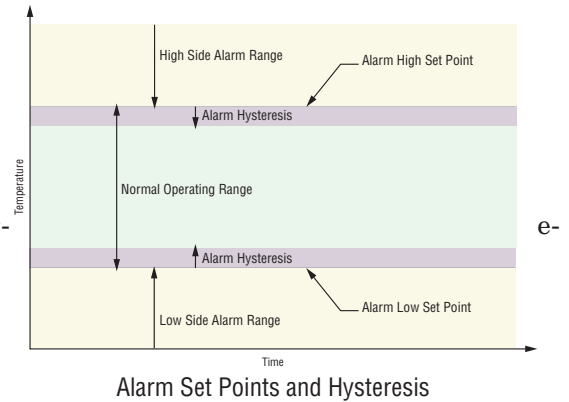 High Side Alarm Range
Alarm High Set Point
Alarm Hysteresis
Temperature
Normal Operating Range
-
e-
Alarm Hysteresis
Alarm Low Set Point
Low Side Alarm Range
Time
Alarm Set Points and Hysteresis